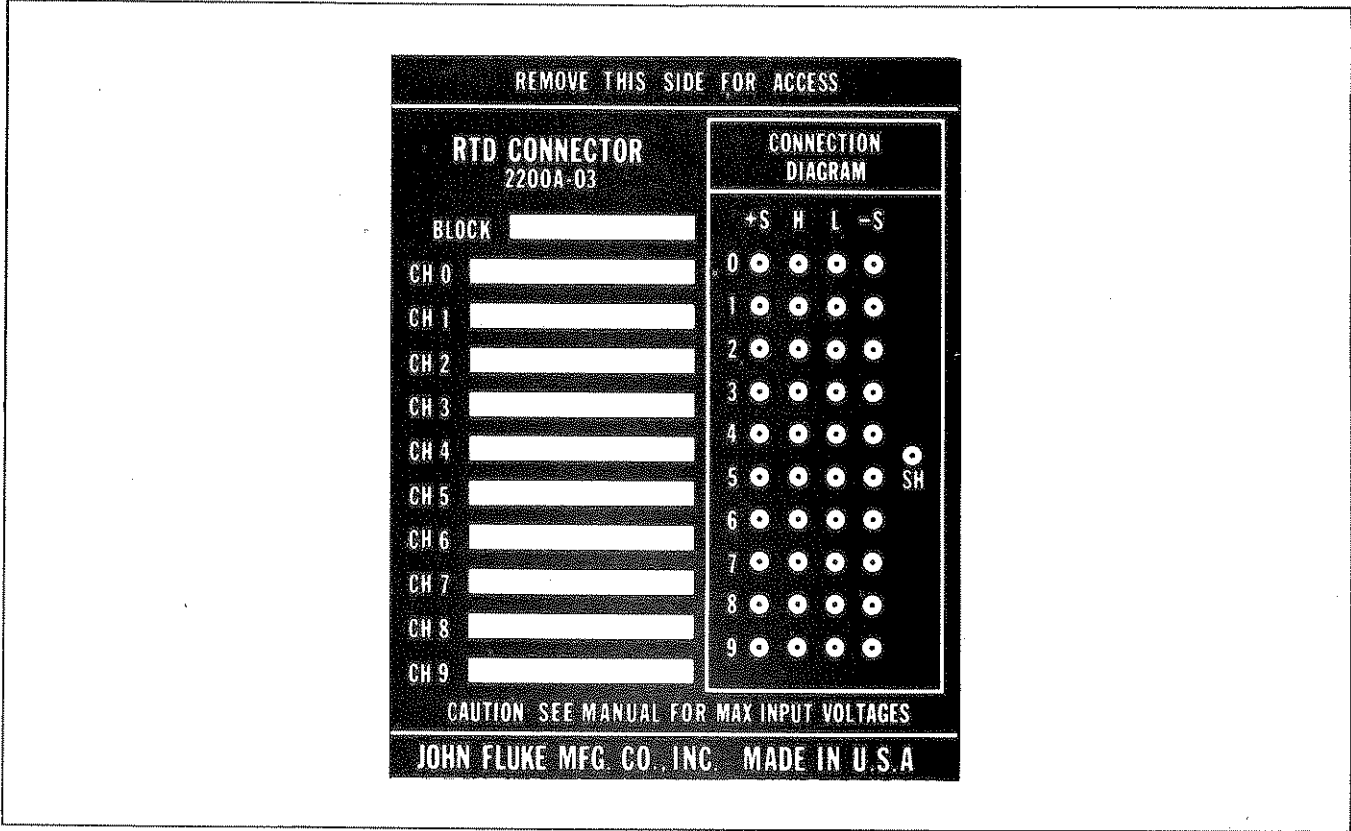 REMOVE THIS SIDE FOR ACCESS
RTD CONNECTOR
2200A-03
BLOCK
CH 0
CH 1
CH 2
CH 3
CH 4
CH 5
CH 6
CH 7
CH 8
CH 9
CONNECTION
DIAGRAM
+S H L -S
0
1
2
3
4
5
SH
6
7
8
9
CAUTION SEE MANUAL FOR MAX INPUT VOLTAGES
JOHN FLUKE MFG. CO., INC. MADE IN U.S.A